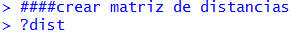 > ####crear matriz de distancias
> ?dist